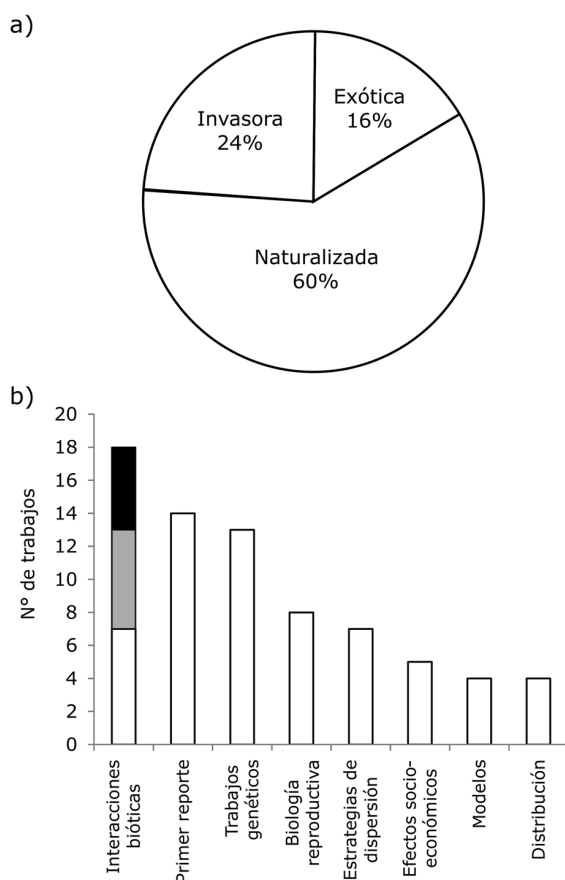 a)
Invasora
24%
Exótica
16%
Naturalizada
60%
b)
N° de trabajos
20
18
16
14
12
10
8
6
4
2
0
Interacciones
bióticas
Primer reporte
Trabajos
genéticos
Biología
reproductiva
Estrategias de
dispersión
Efectos socio-
económicos
Modelos
Distribución